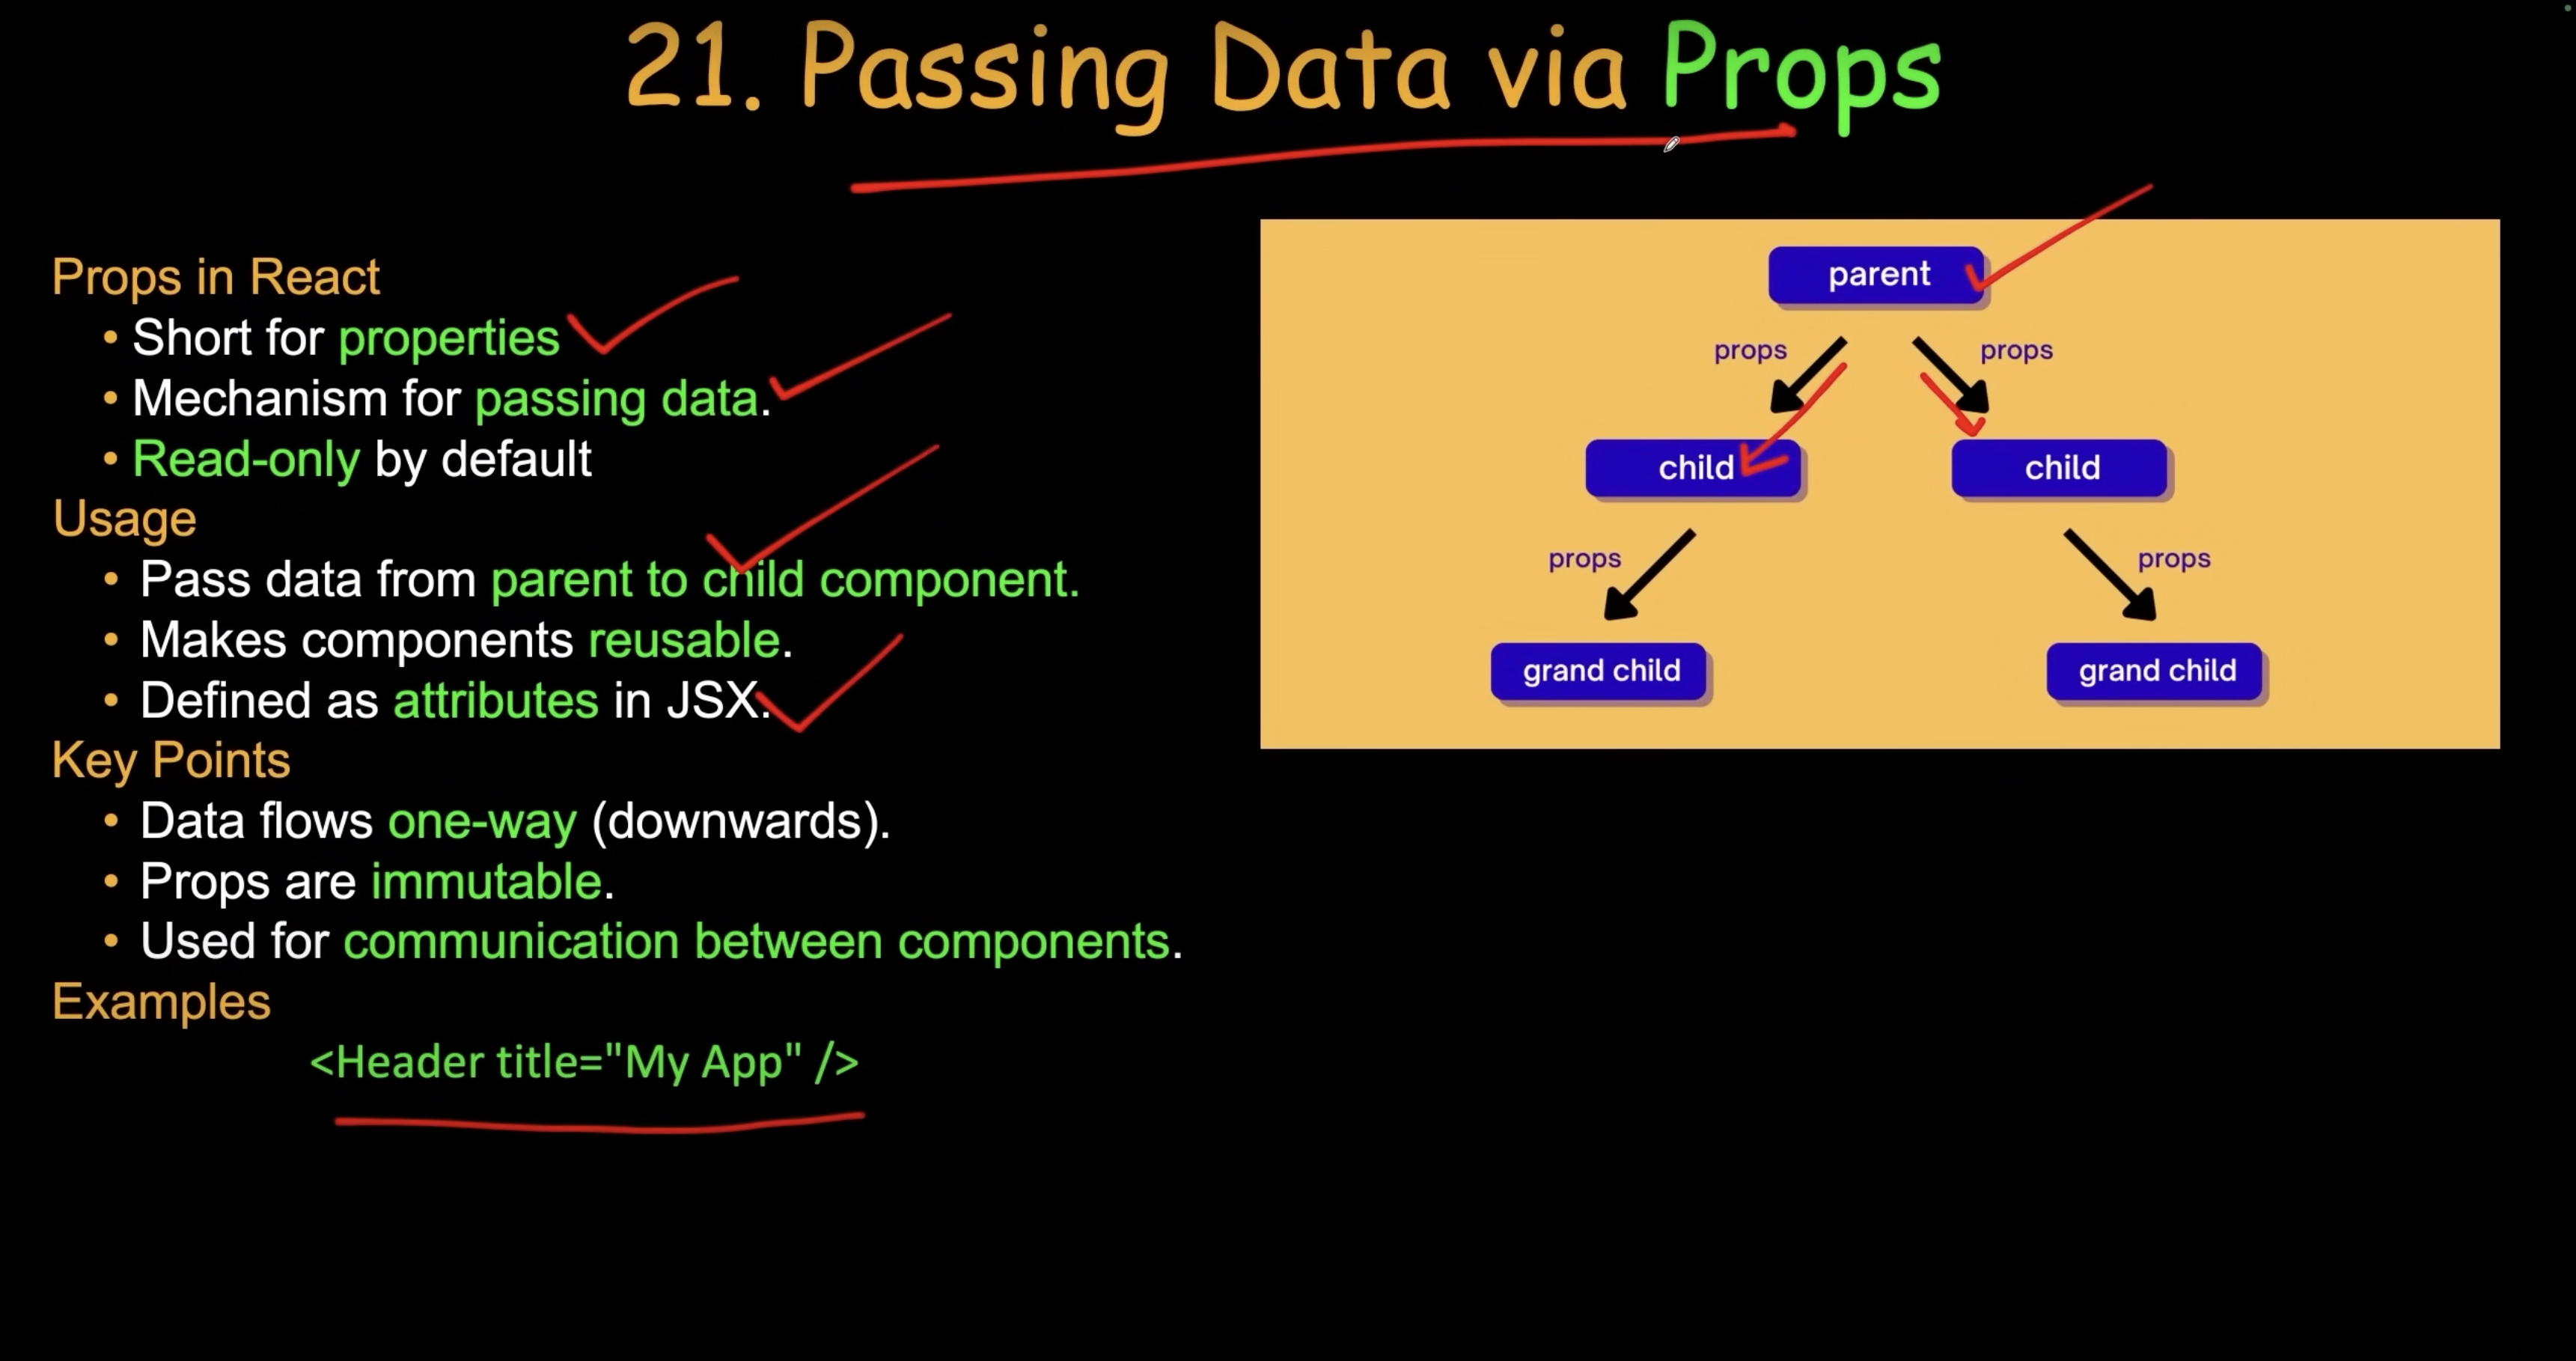 21. Passing Data via Props
Props in React
• Short for properties
• Mechanism for passing data.
• Read-only by default
Usage
• Pass data from parent to child component.
• Makes components reusable.
• Defined as attributes in JSX.
Key Points
• Data flows one-way (downwards).
• Props are immutable.
• Used for communication between components.
Examples
<Header title="My App" />
parent
props props
child child
props props
grand child grand child